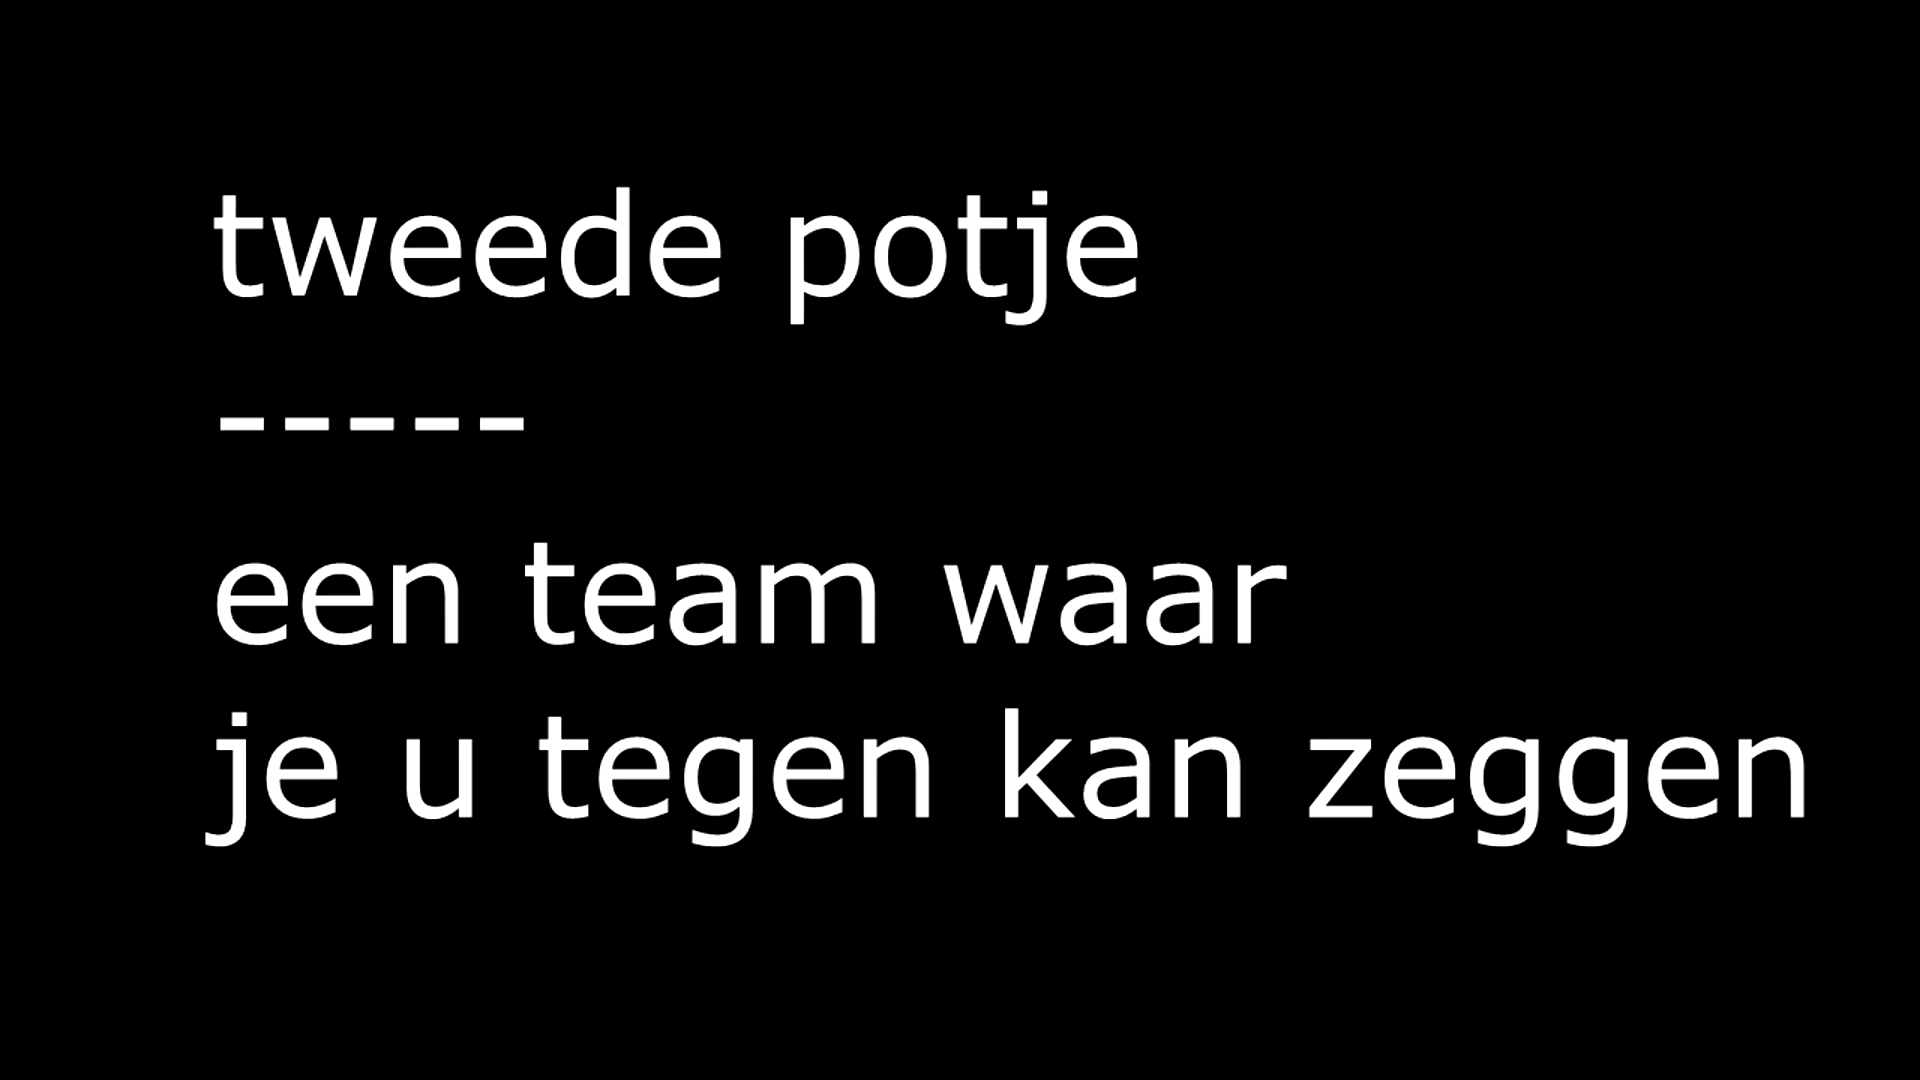 tweede potje
-----
een team waar
je u tegen kan zeggen